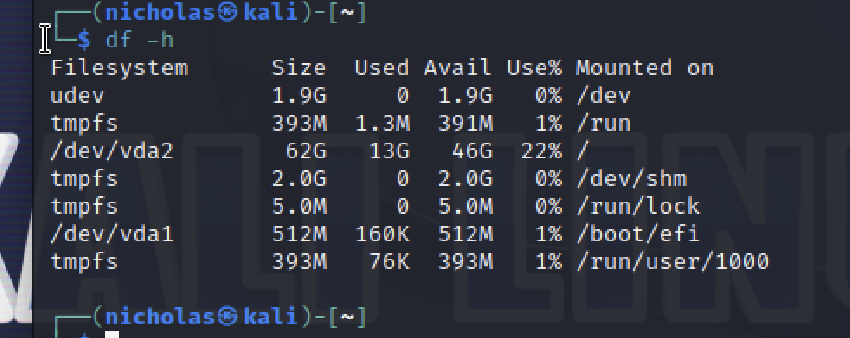 ┌──(nicholas㉿kali)-[~]
└─$ df -h
Filesystem      Size  Used Avail Use% Mounted on
udev            1.9G     0  1.9G   0% /dev
tmpfs           393M  1.3M  391M   1% /run
/dev/vda2        62G   13G   46G  22% /
tmpfs           2.0G     0  2.0G   0% /dev/shm
tmpfs           5.0M     0  5.0M   0% /run/lock
/dev/vda1       512M  160K  512M   1% /boot/efi
tmpfs           393M   76K  393M   1% /run/user/1000
┌──(nicholas㉿kali)-[~]